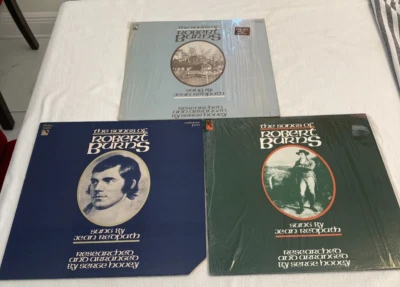 the songs of
ROBERT
BURNS
SUNG BY
JEAN REDPATH
RESEARCHED
AND ARRANGED
BY SERGE HOVEY
the songs of
ROBERT
BURNS
SUNG BY
JEAN REDPATH
RESEARCHED
AND ARRANGED
BY SERGE HOVEY
the songs of
ROBERT
BURNS
SUNG BY
JEAN REDPATH
RESEARCHED
AND ARRANGED
BY SERGE HOVEY